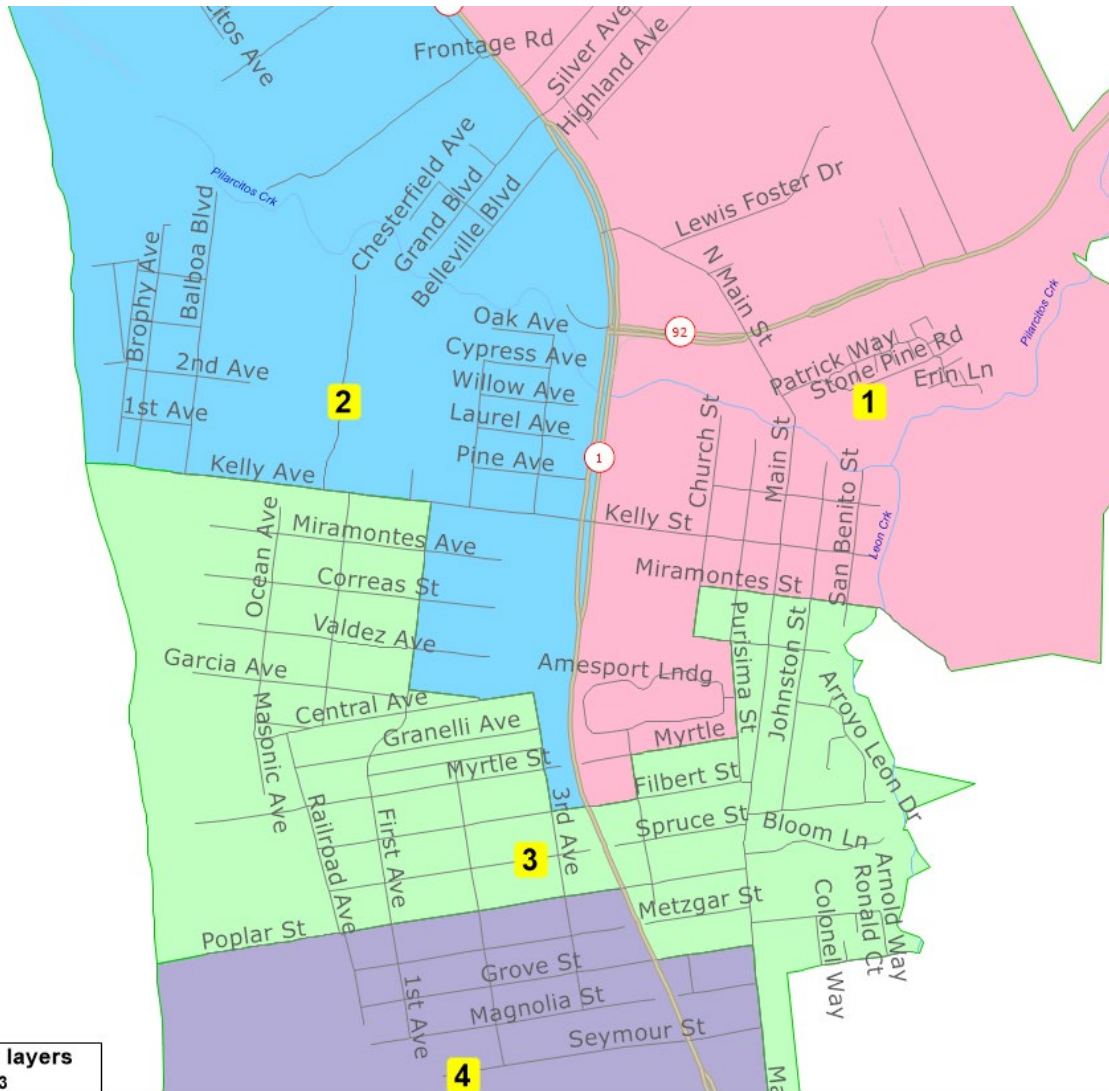 Frontage Rd
Silver Ave
Highland Ave
Pilarcitos Crk
Chesterfield Ave
Grand Blvd
Belleville Blvd
Lewis Foster Dr
N Main St
Balboa Blvd
Brophy Ave
Oak Ave
92
Pilarcitos Crk
Cypress Ave
Patrick Way
Stone Pine Rd
Erin Ln
2nd Ave
Willow Ave
2
1
1st Ave
Laurel Ave
Church St
Main St
Pine Ave
1
San Benito St
Kelly Ave
Kelly St
Ocean Ave
Miramontes Ave
Leon Crk
Correas St
Miramontes St
Valdez Ave
Purisima St
Johnston St
Garcia Ave
Amesport Lndg
Central Ave
Masonic Ave
Granelli Ave
Myrtle
Arroyo Leon Dr
Myrtle St
Filbert St
Railroad Ave
First Ave
3rd Ave
Spruce St
Bloom Ln
3
Metzgar St
Colonel Way
Ronald Ct
Arnold Way
Poplar St
Grove St
1st Ave
Magnolia St
Seymour St
layers
3
4
Ma